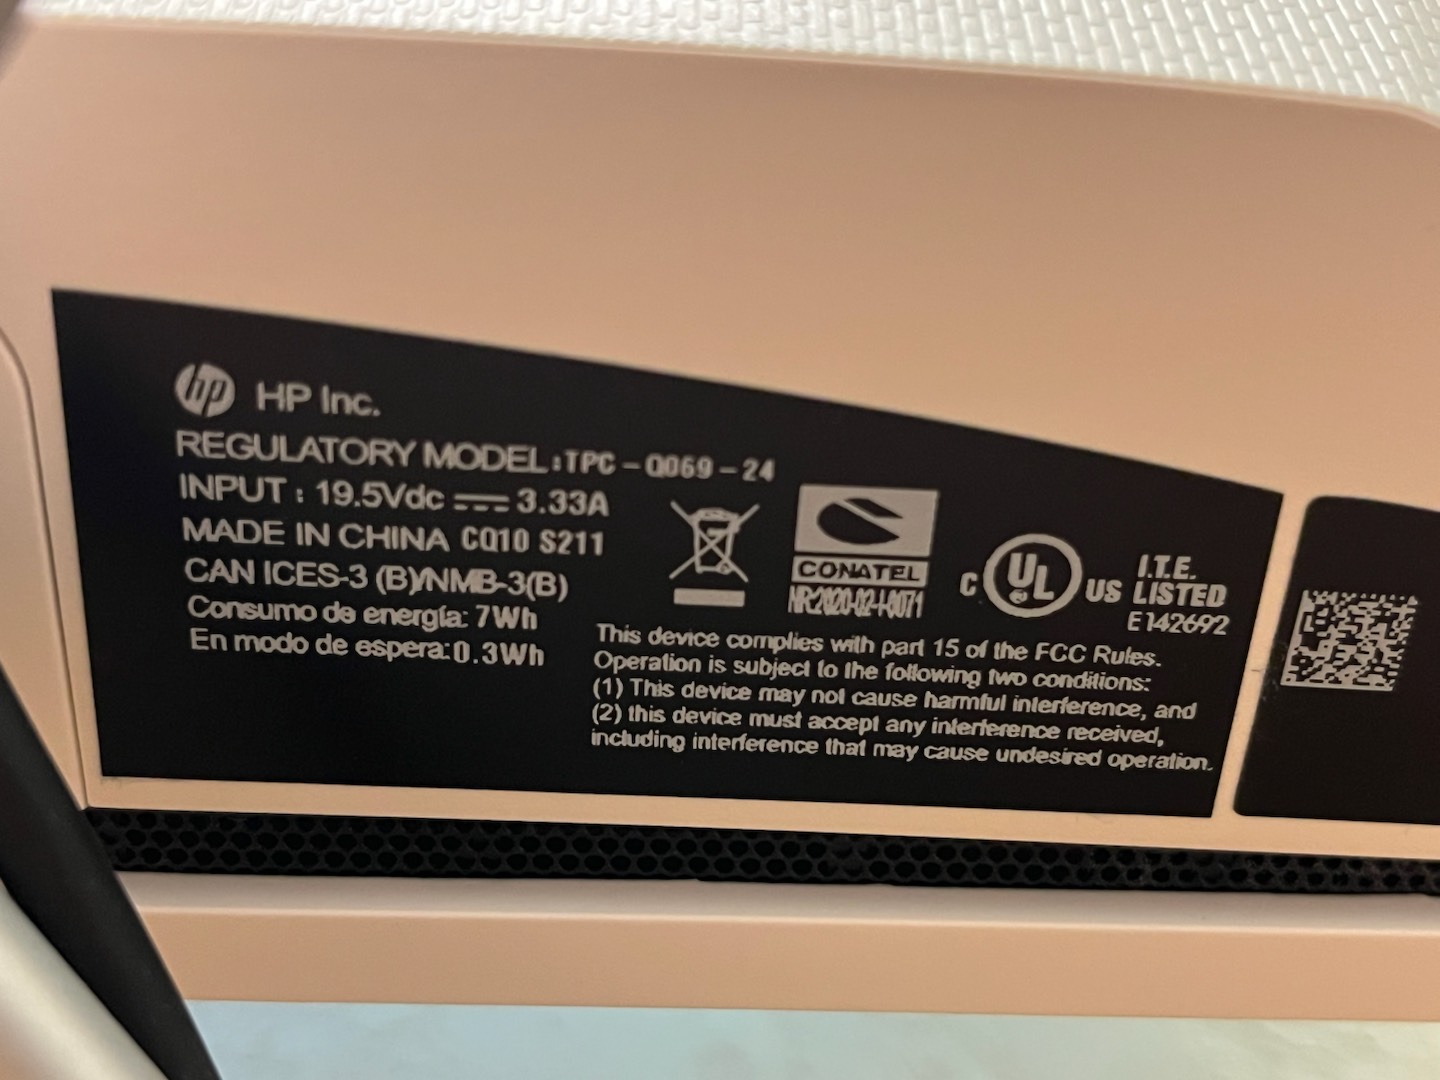 hp HP Inc.
REGULATORY MODEL:TPC-Q069-24
INPUT : 19.5Vdc 3.33A
MADE IN CHINA CQ10 S211
CAN ICES-3 (B)/NMB-3(B)
Consumo de energía: 7Wh
En modo de espera:0.3Wh
CONATEL
NR:2020-02-I-0071
C UL US
I.T.E.
LISTED
E142692
This device complies with part 15 of the FCC Rules.
Operation is subject to the following two conditions:
(1) This device may not cause harmful interference, and
(2) this device must accept any interference received,
including interference that may cause undesired operation.